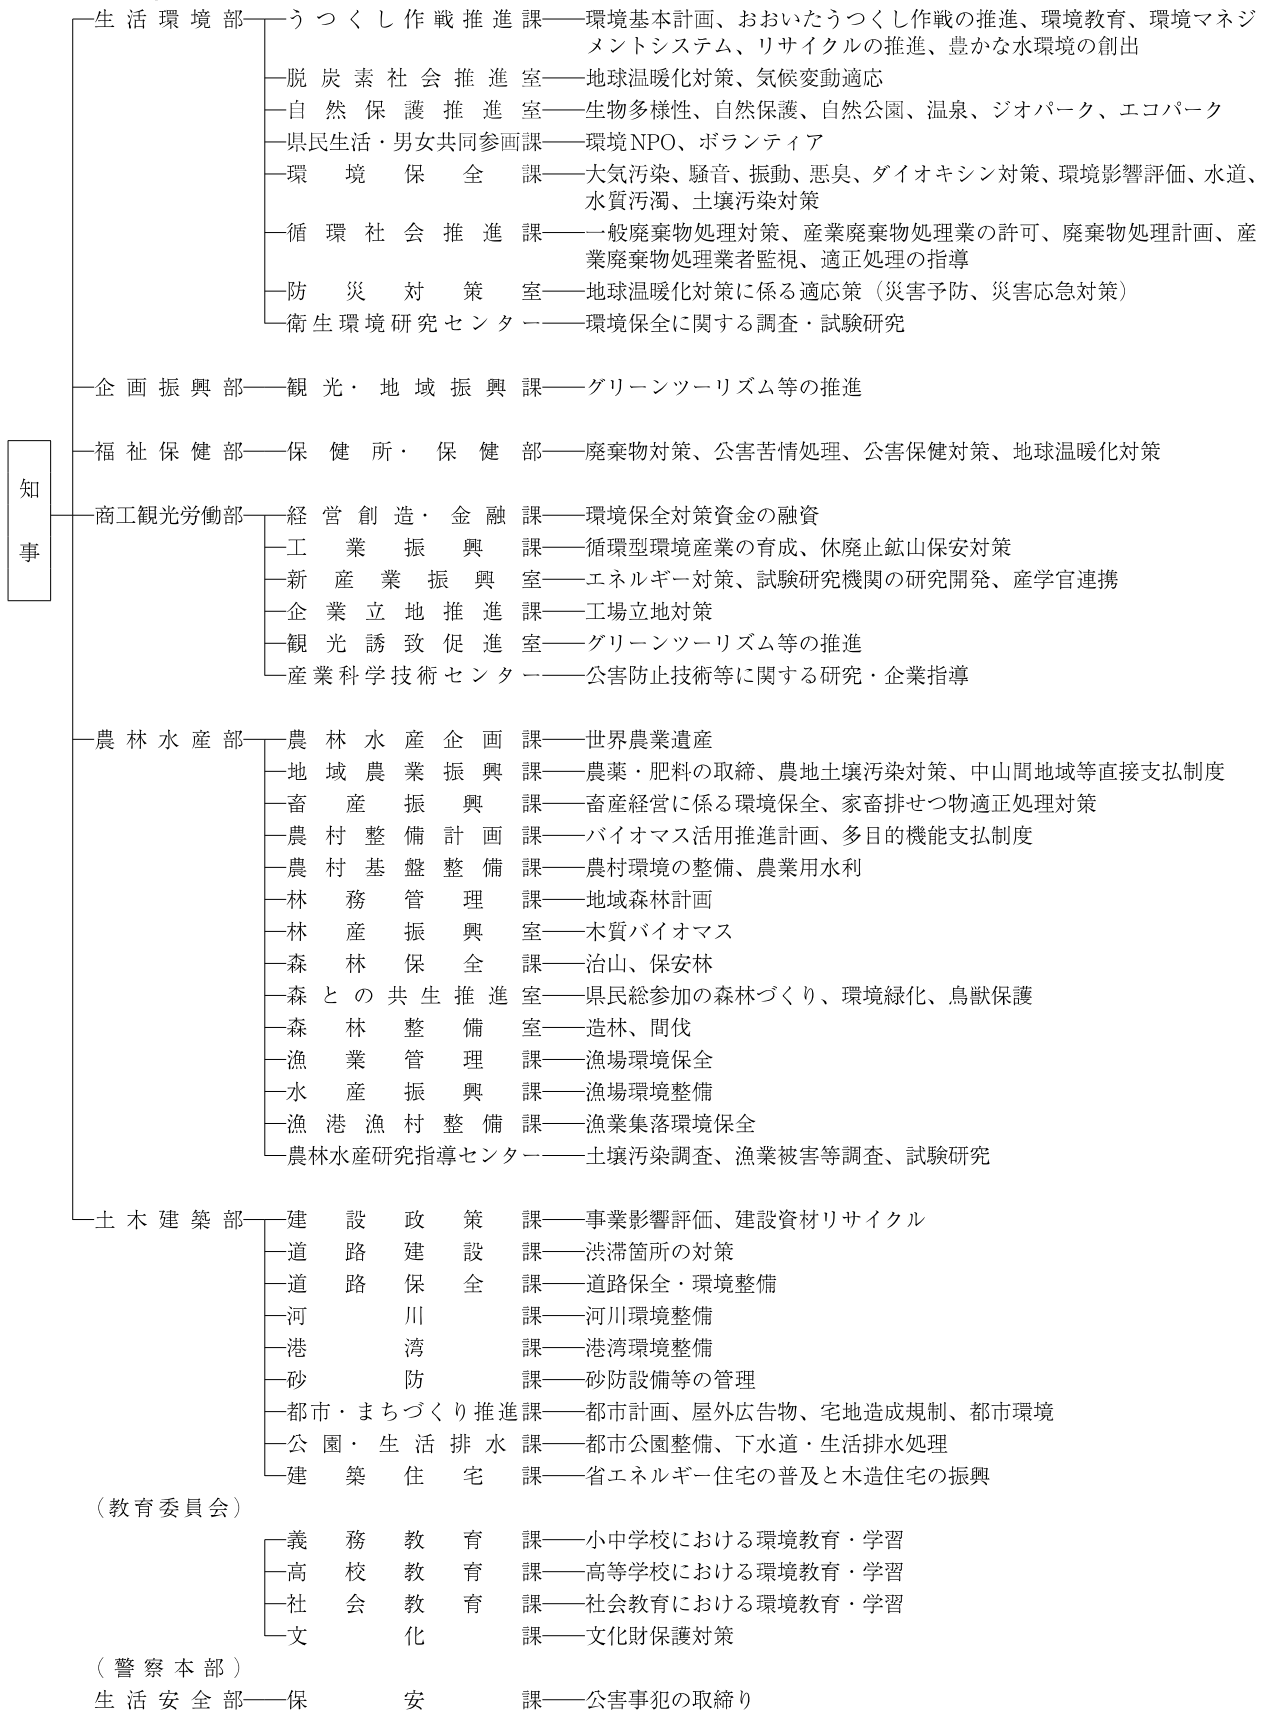 生活環境部 うつくし作戦推進課 環境基本計画、おおいたうつくし作戦の推進、環境教育、環境マネジ
メントシステム、リサイクルの推進、豊かな水環境の創出
脱炭素社会推進室 地球温暖化対策、気候変動適応
自然保護推進室 生物多様性、自然保護、自然公園、温泉、ジオパーク、エコパーク
県民生活・男女共同参画課 環境NPO、ボランティア
環境保全課 大気汚染、騒音、振動、悪臭、ダイオキシン対策、環境影響評価、水道、
水質汚濁、土壌汚染対策
循環社会推進課 一般廃棄物処理対策、産業廃棄物処理業の許可、廃棄物処理計画、産
業廃棄物処理業者監視、適正処理の指導
防災対策室 地球温暖化対策に係る適応策（災害予防、災害応急対策）
衛生環境研究センター 環境保全に関する調査・試験研究
企画振興部 観光・地域振興課 グリーンツーリズム等の推進
福祉保健部 保健所・保健部 廃棄物対策、公害苦情処理、公害保健対策、地球温暖化対策
知事
商工観光労働部 経営創造・金融課 環境保全対策資金の融資
工業振興課 循環型環境産業の育成、休廃止鉱山保安対策
新産業振興室 エネルギー対策、試験研究機関の研究開発、産学官連携
企業立地推進課 工場立地対策
観光誘致促進室 グリーンツーリズム等の推進
産業科学技術センター 公害防止技術等に関する研究・企業指導
農林水産部 農林水産企画課 世界農業遺産
地域農業振興課 農薬・肥料の取締、農地土壌汚染対策、中山間地域等直接支払制度
畜産振興課 畜産経営に係る環境保全、家畜排せつ物適正処理対策
農村整備計画課 バイオマス活用推進計画、多目的機能支払制度
農村基盤整備課 農村環境の整備、農業用水利
林務管理課 地域森林計画
林産振興室 木質バイオマス
森林保全課 治山、保安林
森との共生推進室 県民総参加の森林づくり、環境緑化、鳥獣保護
森林整備室 造林、間伐
漁業管理課 漁場環境保全
水産振興課 漁場環境整備
漁港漁村整備課 漁業集落環境保全
農林水産研究指導センター 土壌汚染調査、漁業被害等調査、試験研究
土木建築部 建設政策課 事業影響評価、建設資材リサイクル
道路建設課 渋滞箇所の対策
道路保全課 道路保全・環境整備
河川課 河川環境整備
港湾課 港湾環境整備
砂防課 砂防設備等の管理
都市・まちづくり推進課 都市計画、屋外広告物、宅地造成規制、都市環境
公園・生活排水課 都市公園整備、下水道・生活排水処理
建築住宅課 省エネルギー住宅の普及と木造住宅の振興
（教育委員会）
義務教育課 小中学校における環境教育・学習
高校教育課 高等学校における環境教育・学習
社会教育課 社会教育における環境教育・学習
文化課 文化財保護対策
（警察本部）
生活安全部 保安課 公害事犯の取締り